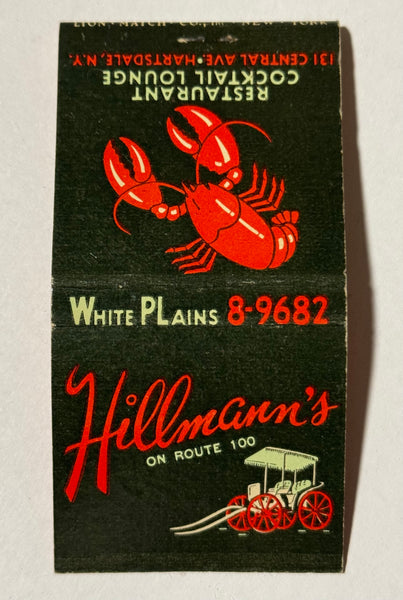 LION MATCH CO., INC. NEW YORK
131 CENTRAL AVE. • HARTSDALE, N.Y.
RESTAURANT
COCKTAIL LOUNGE
WHITE PLAINS 8-9682
Hillmann's
ON ROUTE 100